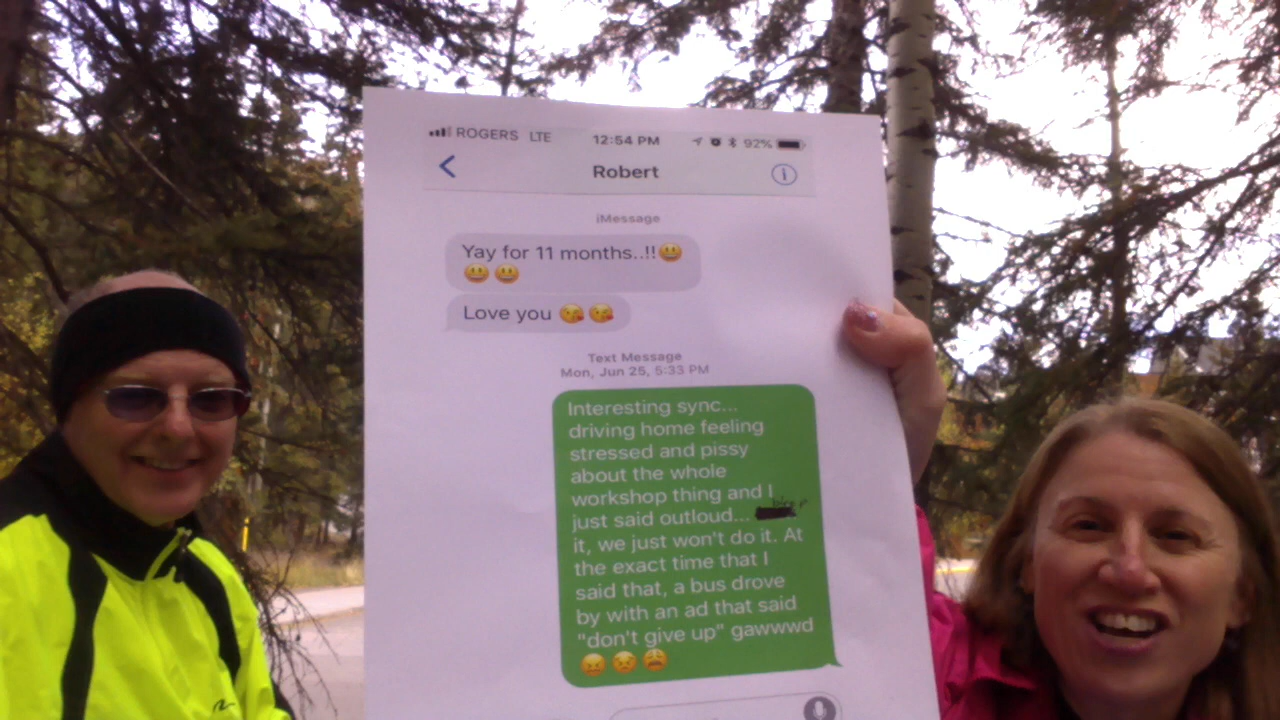 ROGERS LTE 12:54 PM 92%
Robert
iMessage
Yay for 11 months..!!😃
😃 😃
Love you 😘 😘
Text Message
Mon, Jun 25, 5:33 PM
Interesting sync...
driving home feeling
stressed and pissy
about the whole
workshop thing and I
just said outloud...
it, we just won't do it. At
the exact time that I
said that, a bus drove
by with an ad that said
"don't give up" gawwwd
😖 😣 😩